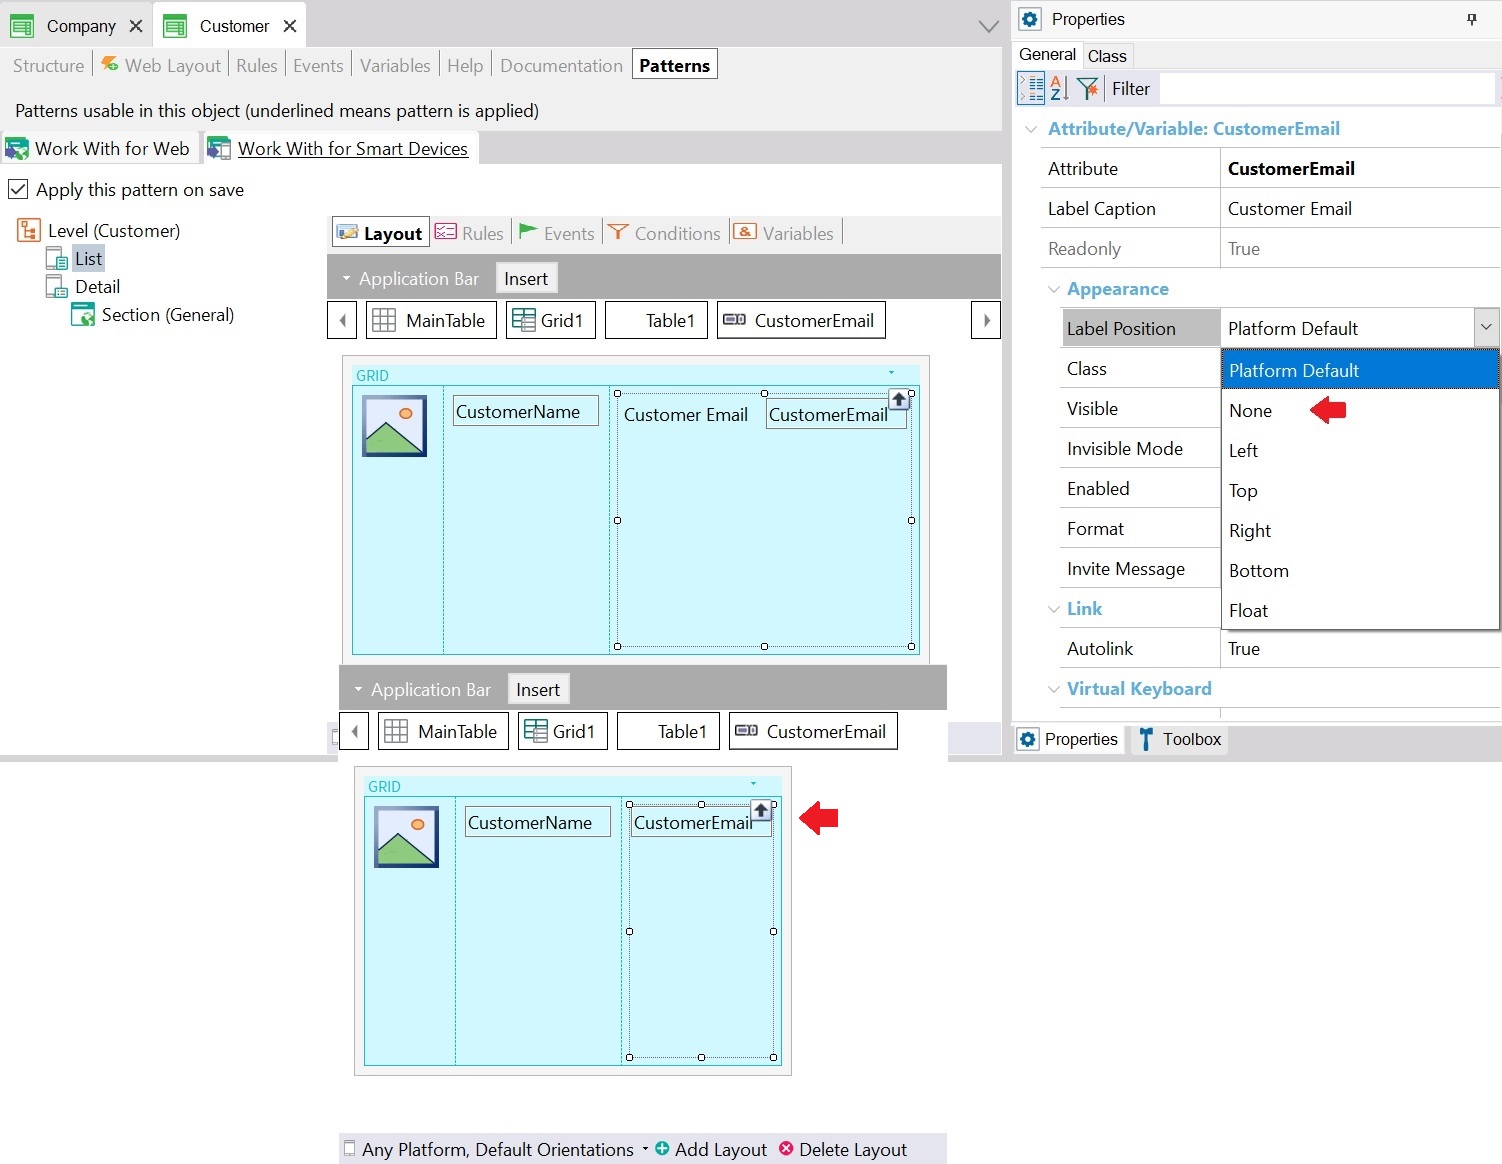 Company
Customer
Structure
Web Layout
Rules
Events
Variables
Help
Documentation
Patterns
Patterns usable in this object (underlined means pattern is applied)
Work With for Web
Work With for Smart Devices
Apply this pattern on save
Level (Customer)
List
Detail
Section (General)
Layout
Rules
Events
Conditions
Variables
Application Bar
Insert
MainTable
Grid1
Table1
CustomerEmail
GRID
CustomerName
Customer Email
CustomerEmail
Application Bar
Insert
MainTable
Grid1
Table1
CustomerEmail
GRID
CustomerName
CustomerEmail
Any Platform, Default Orientations
Add Layout
Delete Layout
Properties
General
Class
Filter
Attribute/Variable: CustomerEmail
Attribute
CustomerEmail
Label Caption
Customer Email
Readonly
True
Appearance
Label Position
Platform Default
Class
Platform Default
Visible
None
Invisible Mode
Left
Enabled
Top
Format
Right
Invite Message
Bottom
Link
Float
Autolink
True
Virtual Keyboard
Properties
Toolbox